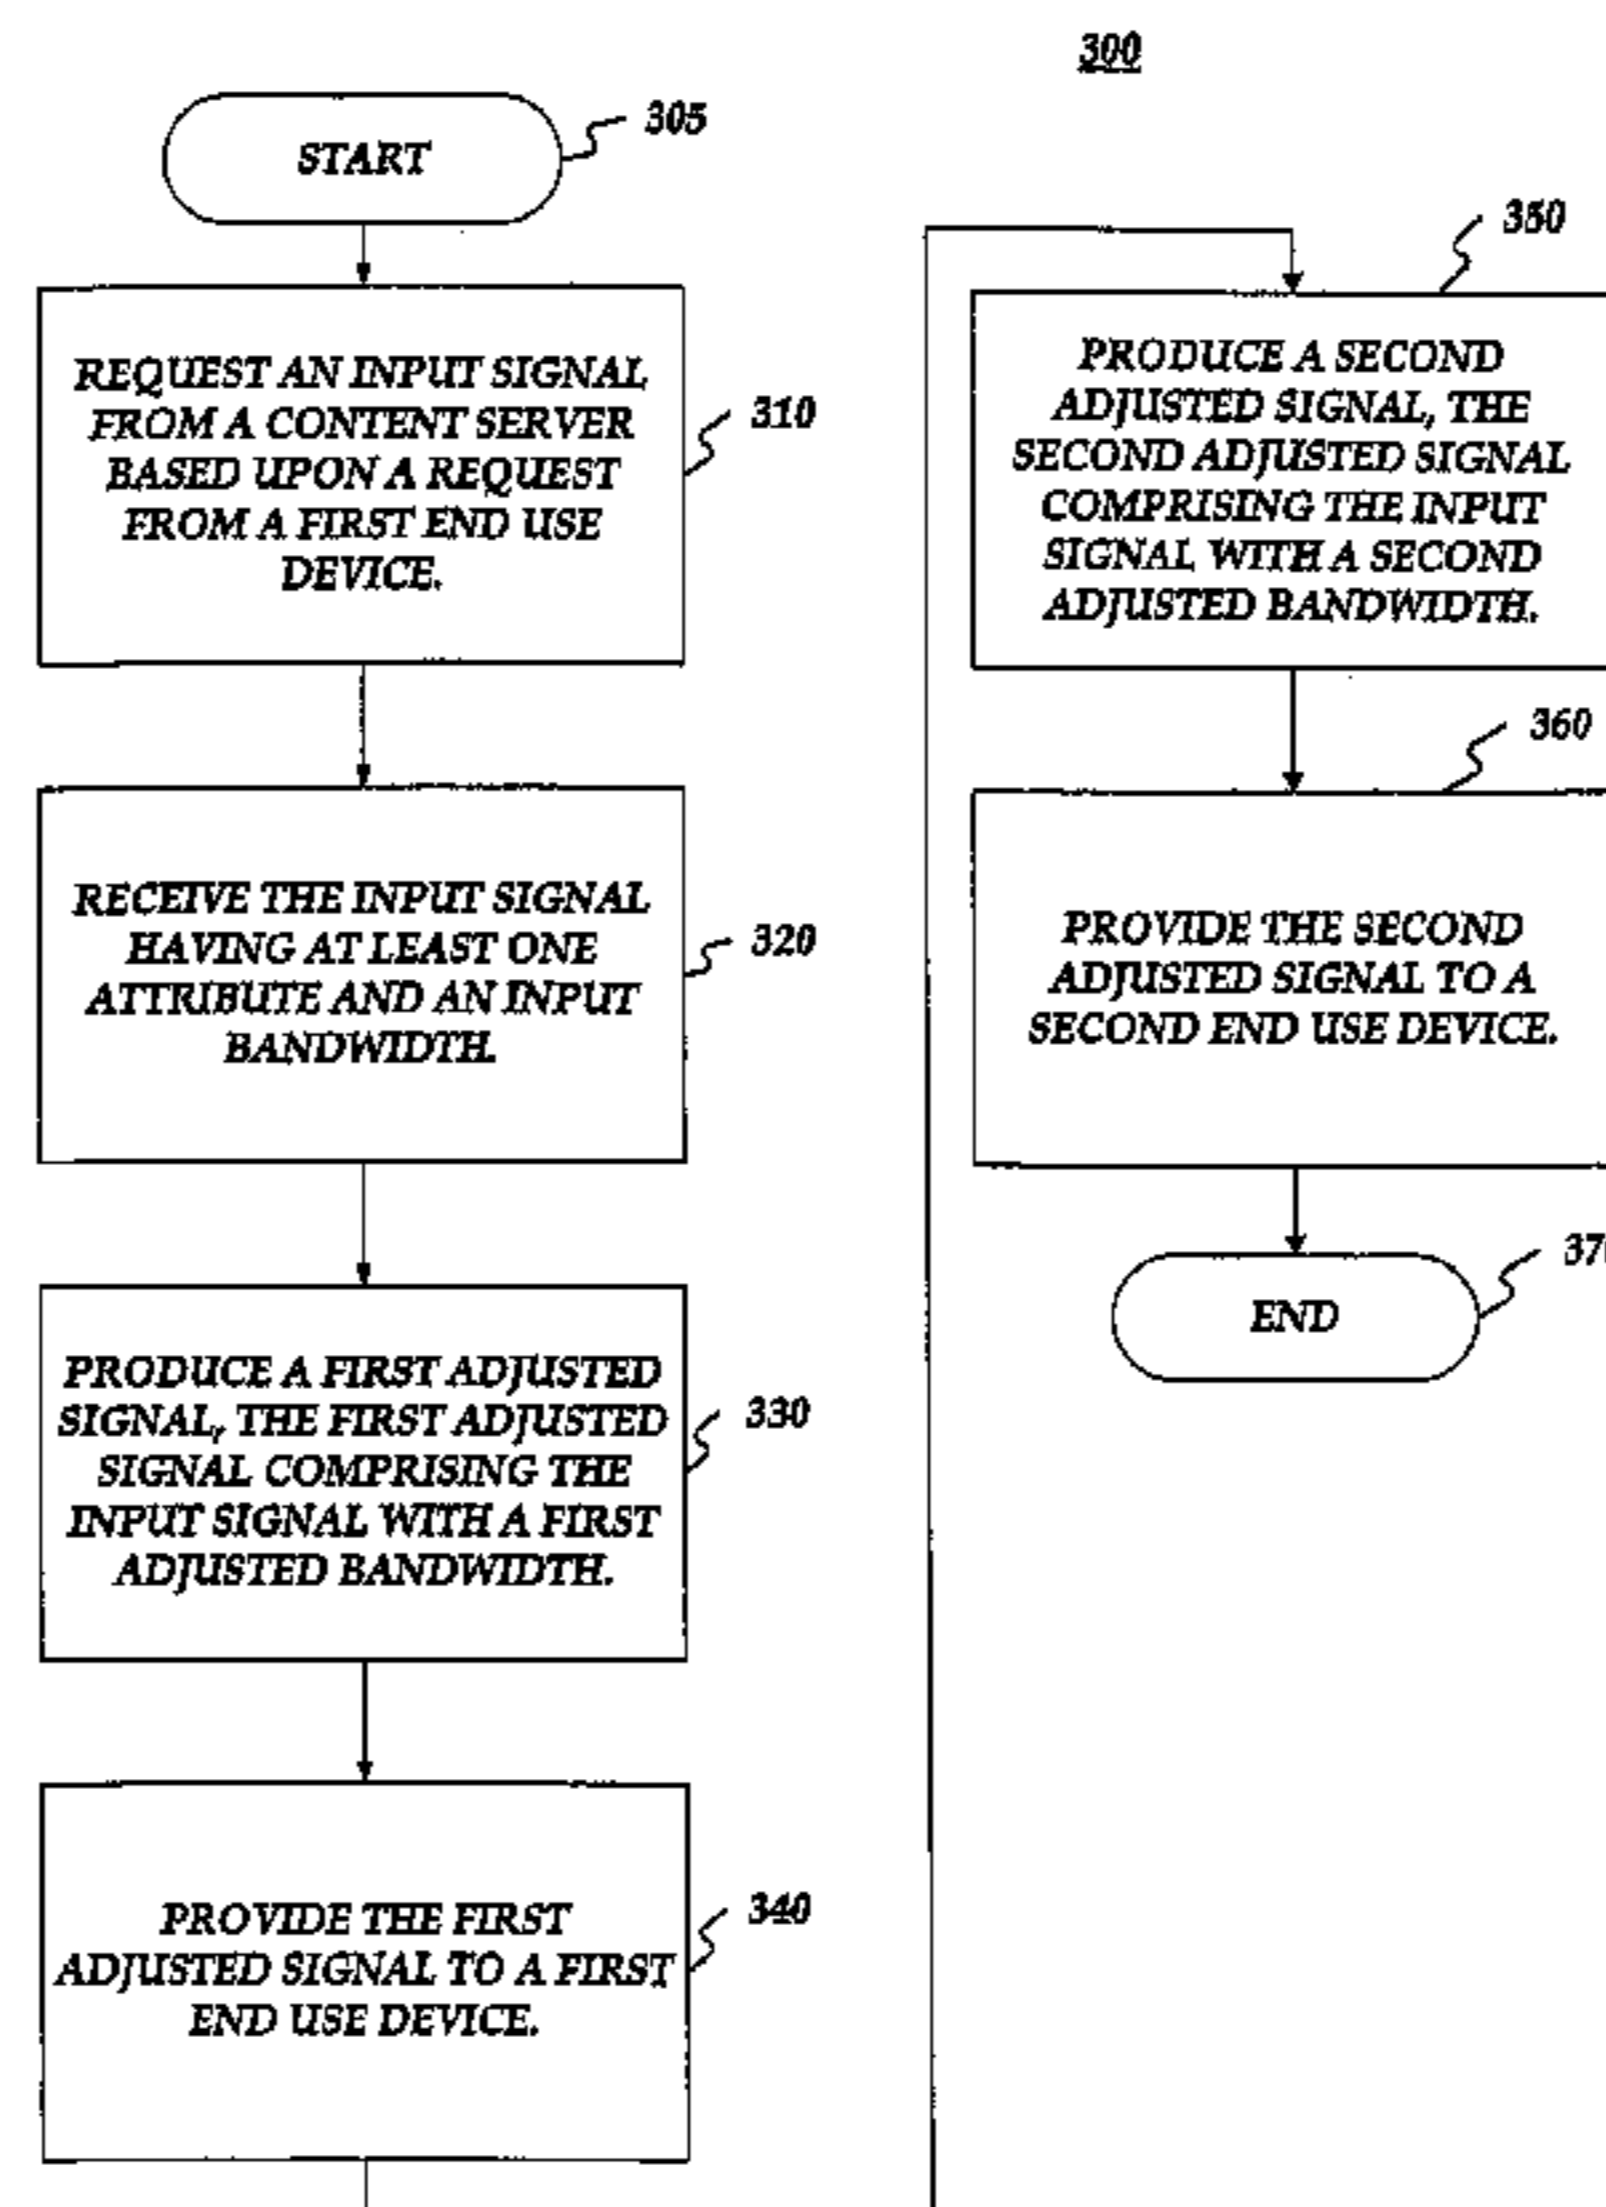 300
START
305
REQUEST AN INPUT SIGNAL
FROM A CONTENT SERVER
BASED UPON A REQUEST
FROM A FIRST END USE
DEVICE.
310
RECEIVE THE INPUT SIGNAL
HAVING AT LEAST ONE
ATTRIBUTE AND AN INPUT
BANDWIDTH.
320
PRODUCE A FIRST ADJUSTED
SIGNAL, THE FIRST ADJUSTED
SIGNAL COMPRISING THE
INPUT SIGNAL WITH A FIRST
ADJUSTED BANDWIDTH.
330
PROVIDE THE FIRST
ADJUSTED SIGNAL TO A FIRST
END USE DEVICE.
340
350
PRODUCE A SECOND
ADJUSTED SIGNAL, THE
SECOND ADJUSTED SIGNAL
COMPRISING THE INPUT
SIGNAL WITH A SECOND
ADJUSTED BANDWIDTH.
360
PROVIDE THE SECOND
ADJUSTED SIGNAL TO A
SECOND END USE DEVICE.
370
END